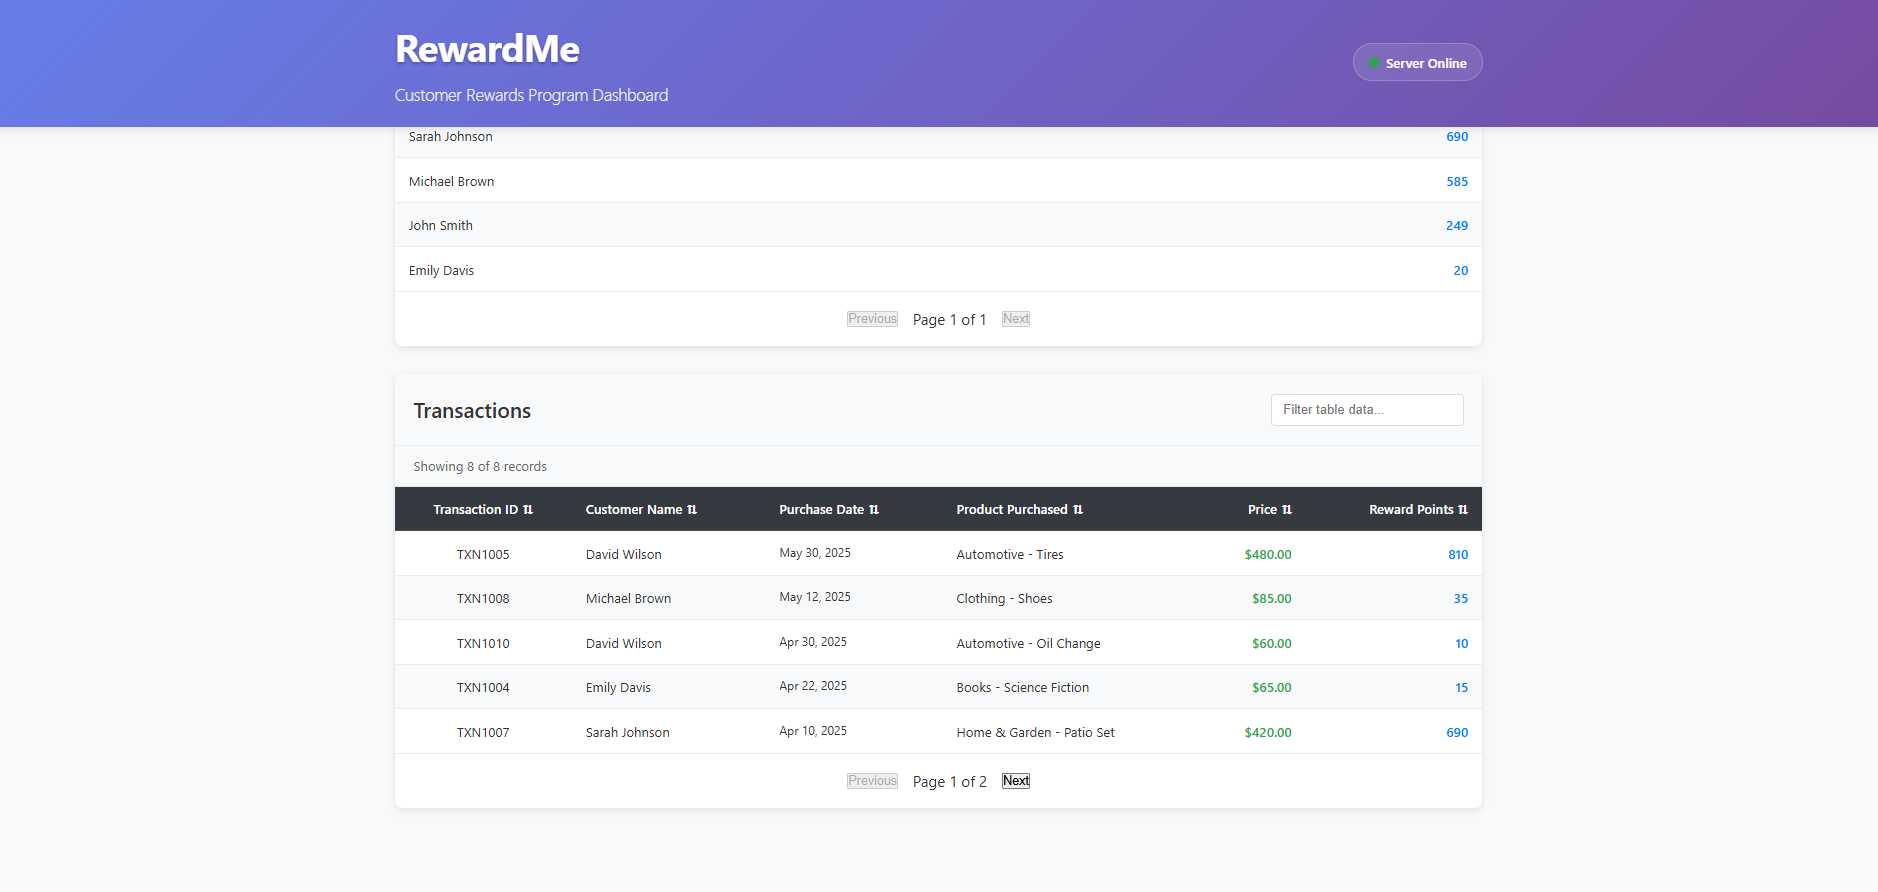 RewardMe
Server Online
Customer Rewards Program Dashboard
Sarah Johnson 690
Michael Brown 585
John Smith 249
Emily Davis 20
Previous Page 1 of 1 Next
Transactions
Filter table data...
Showing 8 of 8 records
Transaction ID ⇅ Customer Name ⇅ Purchase Date ⇅ Product Purchased ⇅ Price ⇅ Reward Points ⇅
TXN1005 David Wilson May 30, 2025 Automotive - Tires $480.00 810
TXN1008 Michael Brown May 12, 2025 Clothing - Shoes $85.00 35
TXN1010 David Wilson Apr 30, 2025 Automotive - Oil Change $60.00 10
TXN1004 Emily Davis Apr 22, 2025 Books - Science Fiction $65.00 15
TXN1007 Sarah Johnson Apr 10, 2025 Home & Garden - Patio Set $420.00 690
Previous Page 1 of 2 Next